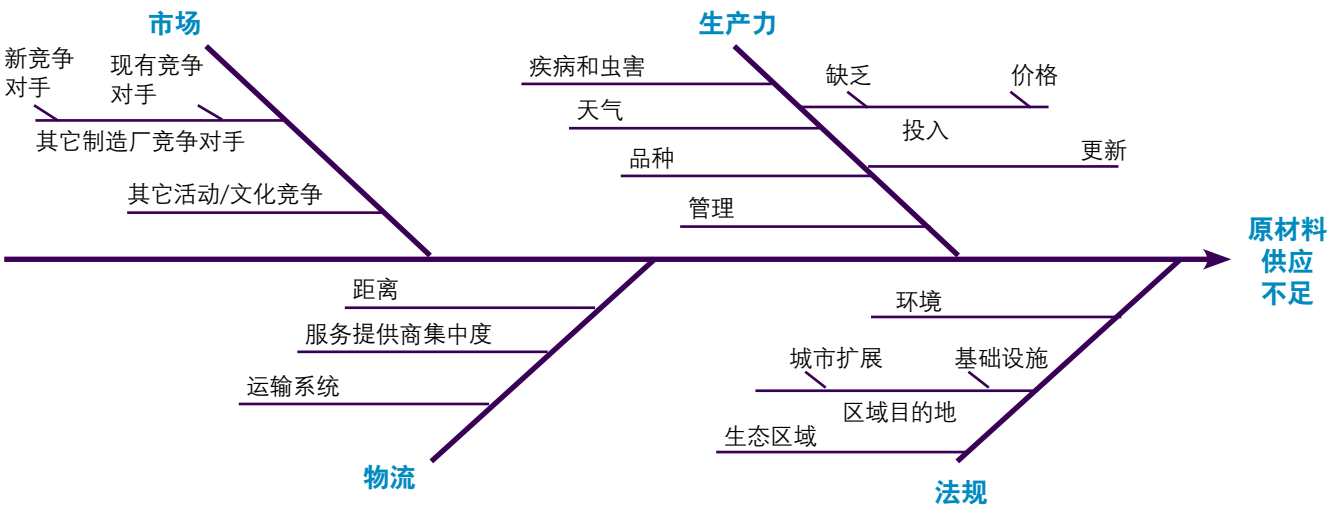 市场
新竞争
对手
现有竞争
对手
其它制造厂竞争对手
其它活动/文化竞争
生产力
疾病和虫害
天气
品种
管理
缺乏
价格
投入
更新
原材料
供应
不足
距离
服务提供商集中度
运输系统
物流
环境
城市扩展
基础设施
区域目的地
生态区域
法规